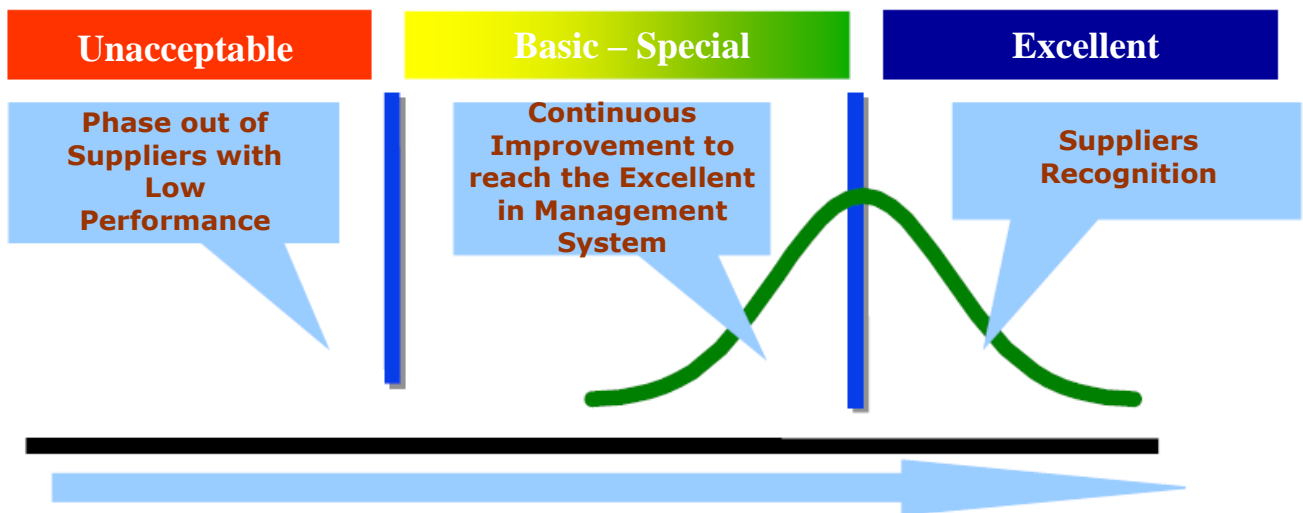 Unacceptable
Basic – Special
Excellent
Phase out of
Suppliers with
Low
Performance
Continuous
Improvement to
reach the Excellent
in Management
System
Suppliers
Recognition